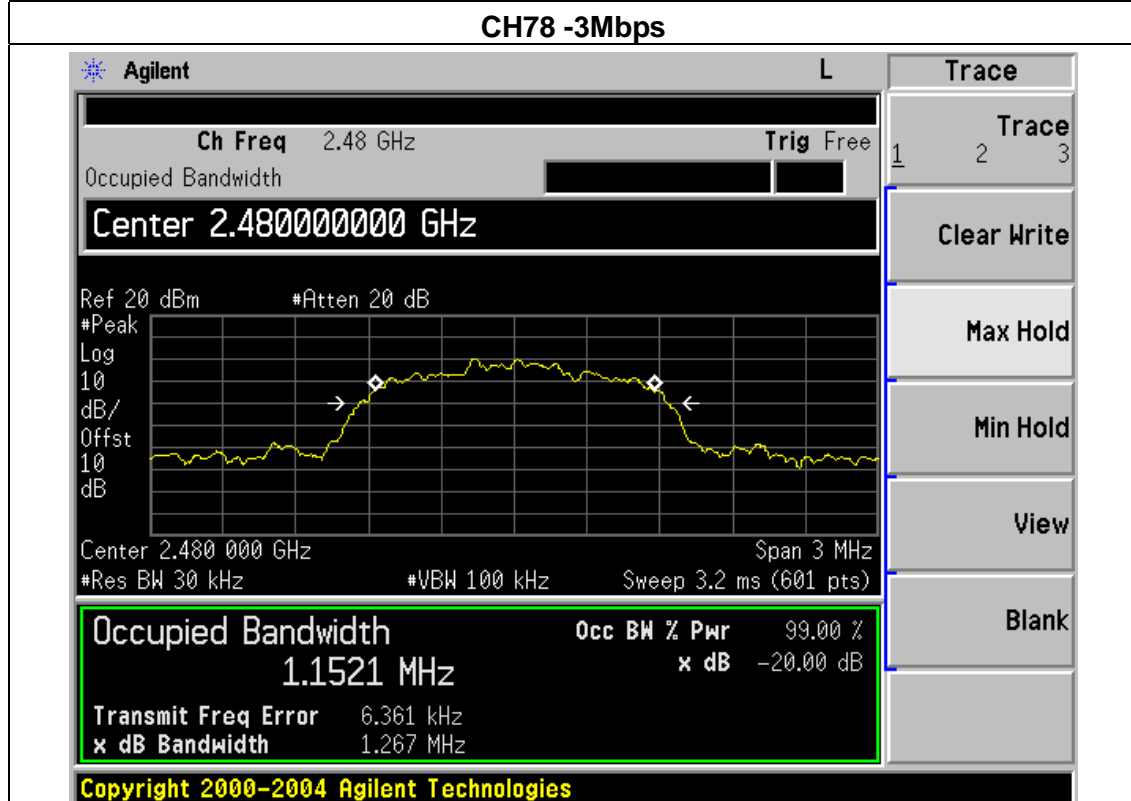 CH78 -3Mbps
Agilent L Trace
Ch Freq 2.48 GHz Trig Free
Occupied Bandwidth
Trace
1 2 3
Center 2.480000000 GHz
Clear Write
Ref 20 dBm #Atten 20 dB
#Peak
Log
10
dB/
Offst
10
dB
Max Hold
Min Hold
View
Center 2.480 000 GHz Span 3 MHz
#Res BW 30 kHz #VBW 100 kHz Sweep 3.2 ms (601 pts)
Blank
Occupied Bandwidth Occ BW % Pwr 99.00 %
1.1521 MHz x dB -20.00 dB
Transmit Freq Error 6.361 kHz
x dB Bandwidth 1.267 MHz
Copyright 2000-2004 Agilent Technologies